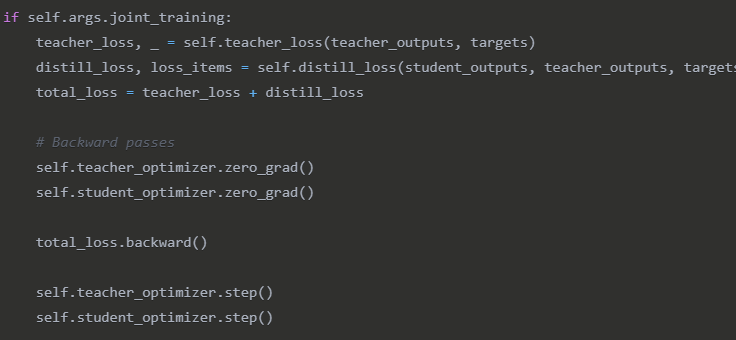 if self.args.joint_training:
    teacher_loss, _ = self.teacher_loss(teacher_outputs, targets)
    distill_loss, loss_items = self.distill_loss(student_outputs, teacher_outputs, targets
    total_loss = teacher_loss + distill_loss
    # Backward passes
    self.teacher_optimizer.zero_grad()
    self.student_optimizer.zero_grad()
    total_loss.backward()
    self.teacher_optimizer.step()
    self.student_optimizer.step()